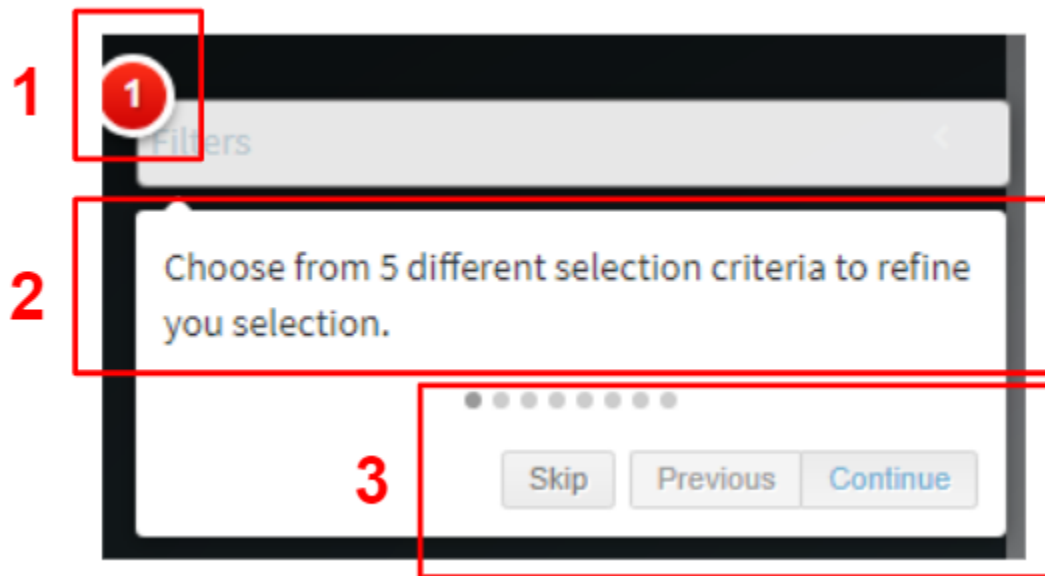 1
1
Filters
2
Choose from 5 different selection criteria to refine
you selection.
3
Skip Previous Continue